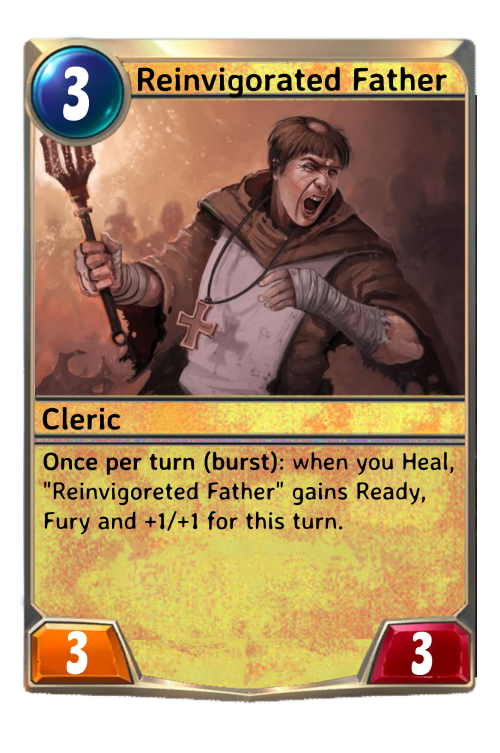 3
Reinvigorated Father
Cleric
Once per turn (burst): when you Heal,
"Reinvigoreted Father" gains Ready,
Fury and +1/+1 for this turn.
3
3